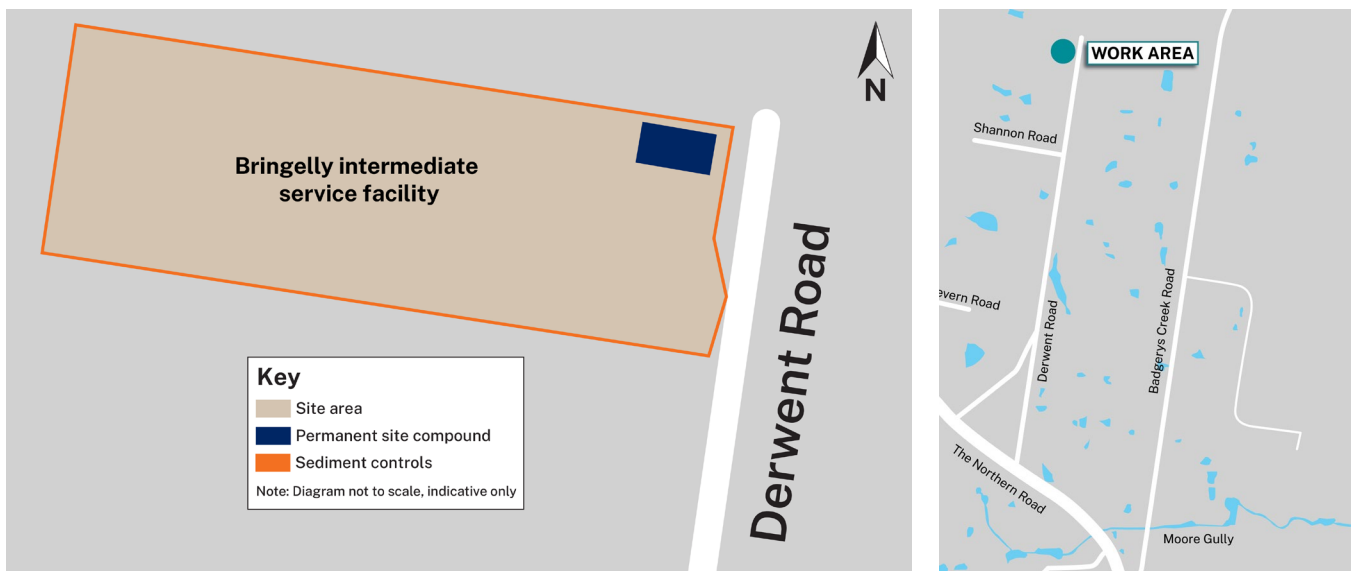 Bringelly intermediate
service facility
N
Derwent Road
Key
Site area
Permanent site compound
Sediment controls
Note: Diagram not to scale, indicative only
WORK AREA
Shannon Road
evern Road
Derwent Road
Badgerys Creek Road
The Northern Road
Moore Gully